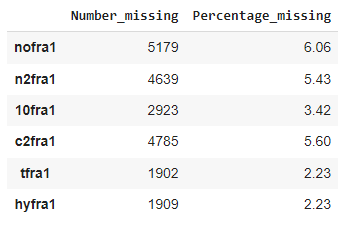 Number_missing Percentage_missing
nofra1 5179 6.06
n2fra1 4639 5.43
10fra1 2923 3.42
c2fra1 4785 5.60
tfra1 1902 2.23
hyfra1 1909 2.23